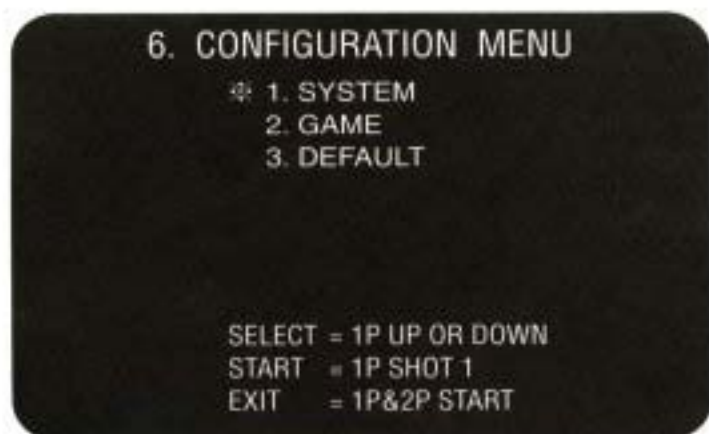 6. CONFIGURATION MENU
※ 1. SYSTEM
2. GAME
3. DEFAULT
SELECT = 1P UP OR DOWN
START = 1P SHOT 1
EXIT = 1P&2P START